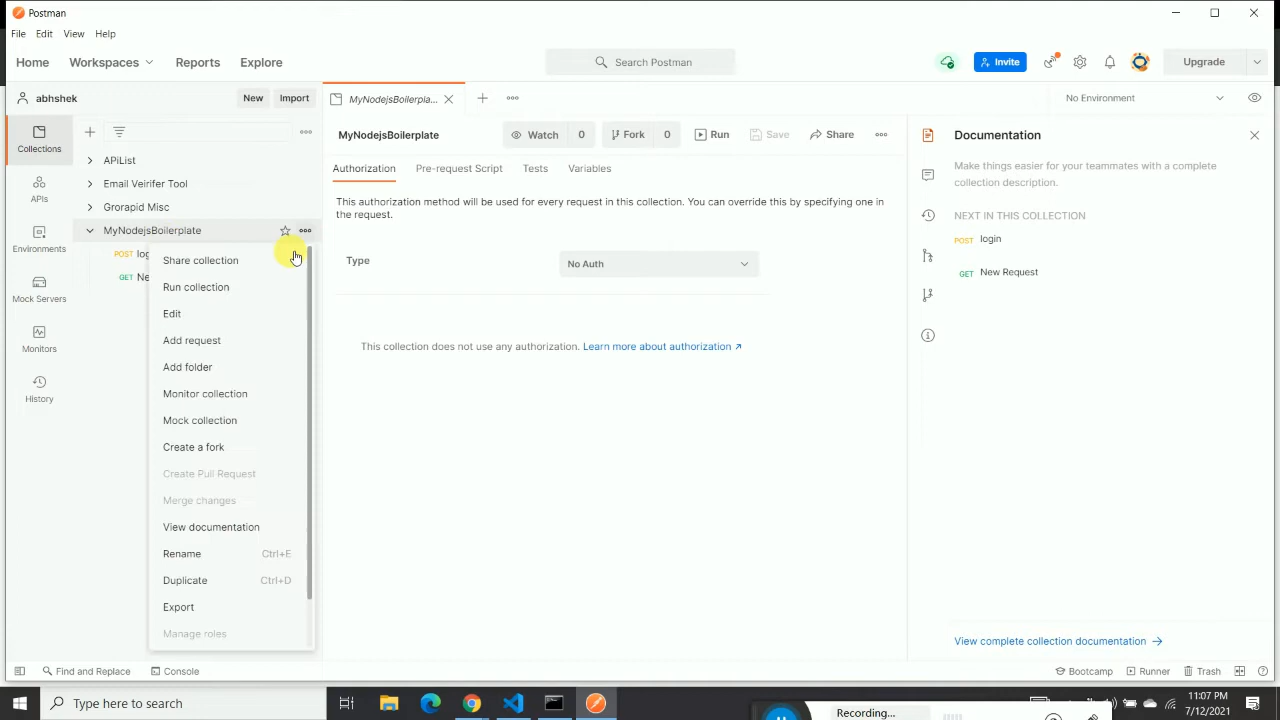 Postman
File Edit View Help
Home Workspaces Reports Explore
Search Postman
Invite
Upgrade
abhshek
New Import
MyNodejsBoilerpla...
No Environment
Collections
APIs
Environments
Mock Servers
Monitors
History
APiList
Email Veirifer Tool
Grorapid Misc
MyNodejsBoilerplate
POST log
GET Ne
Share collection
Run collection
Edit
Add request
Add folder
Monitor collection
Mock collection
Create a fork
Create Pull Request
Merge changes
View documentation
Rename Ctrl+E
Duplicate Ctrl+D
Export
Manage roles
MyNodejsBoilerplate
Watch 0 Fork 0 Run Save Share
Authorization Pre-request Script Tests Variables
This authorization method will be used for every request in this collection. You can override this by specifying one in
the request.
Type No Auth
This collection does not use any authorization. Learn more about authorization
Documentation
Make things easier for your teammates with a complete
collection description.
NEXT IN THIS COLLECTION
POST login
GET New Request
View complete collection documentation
Find and Replace Console
Bootcamp Runner Trash
Type here to search
Recording...
11:07 PM
7/12/2021